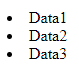 • Data1
• Data2
• Data3